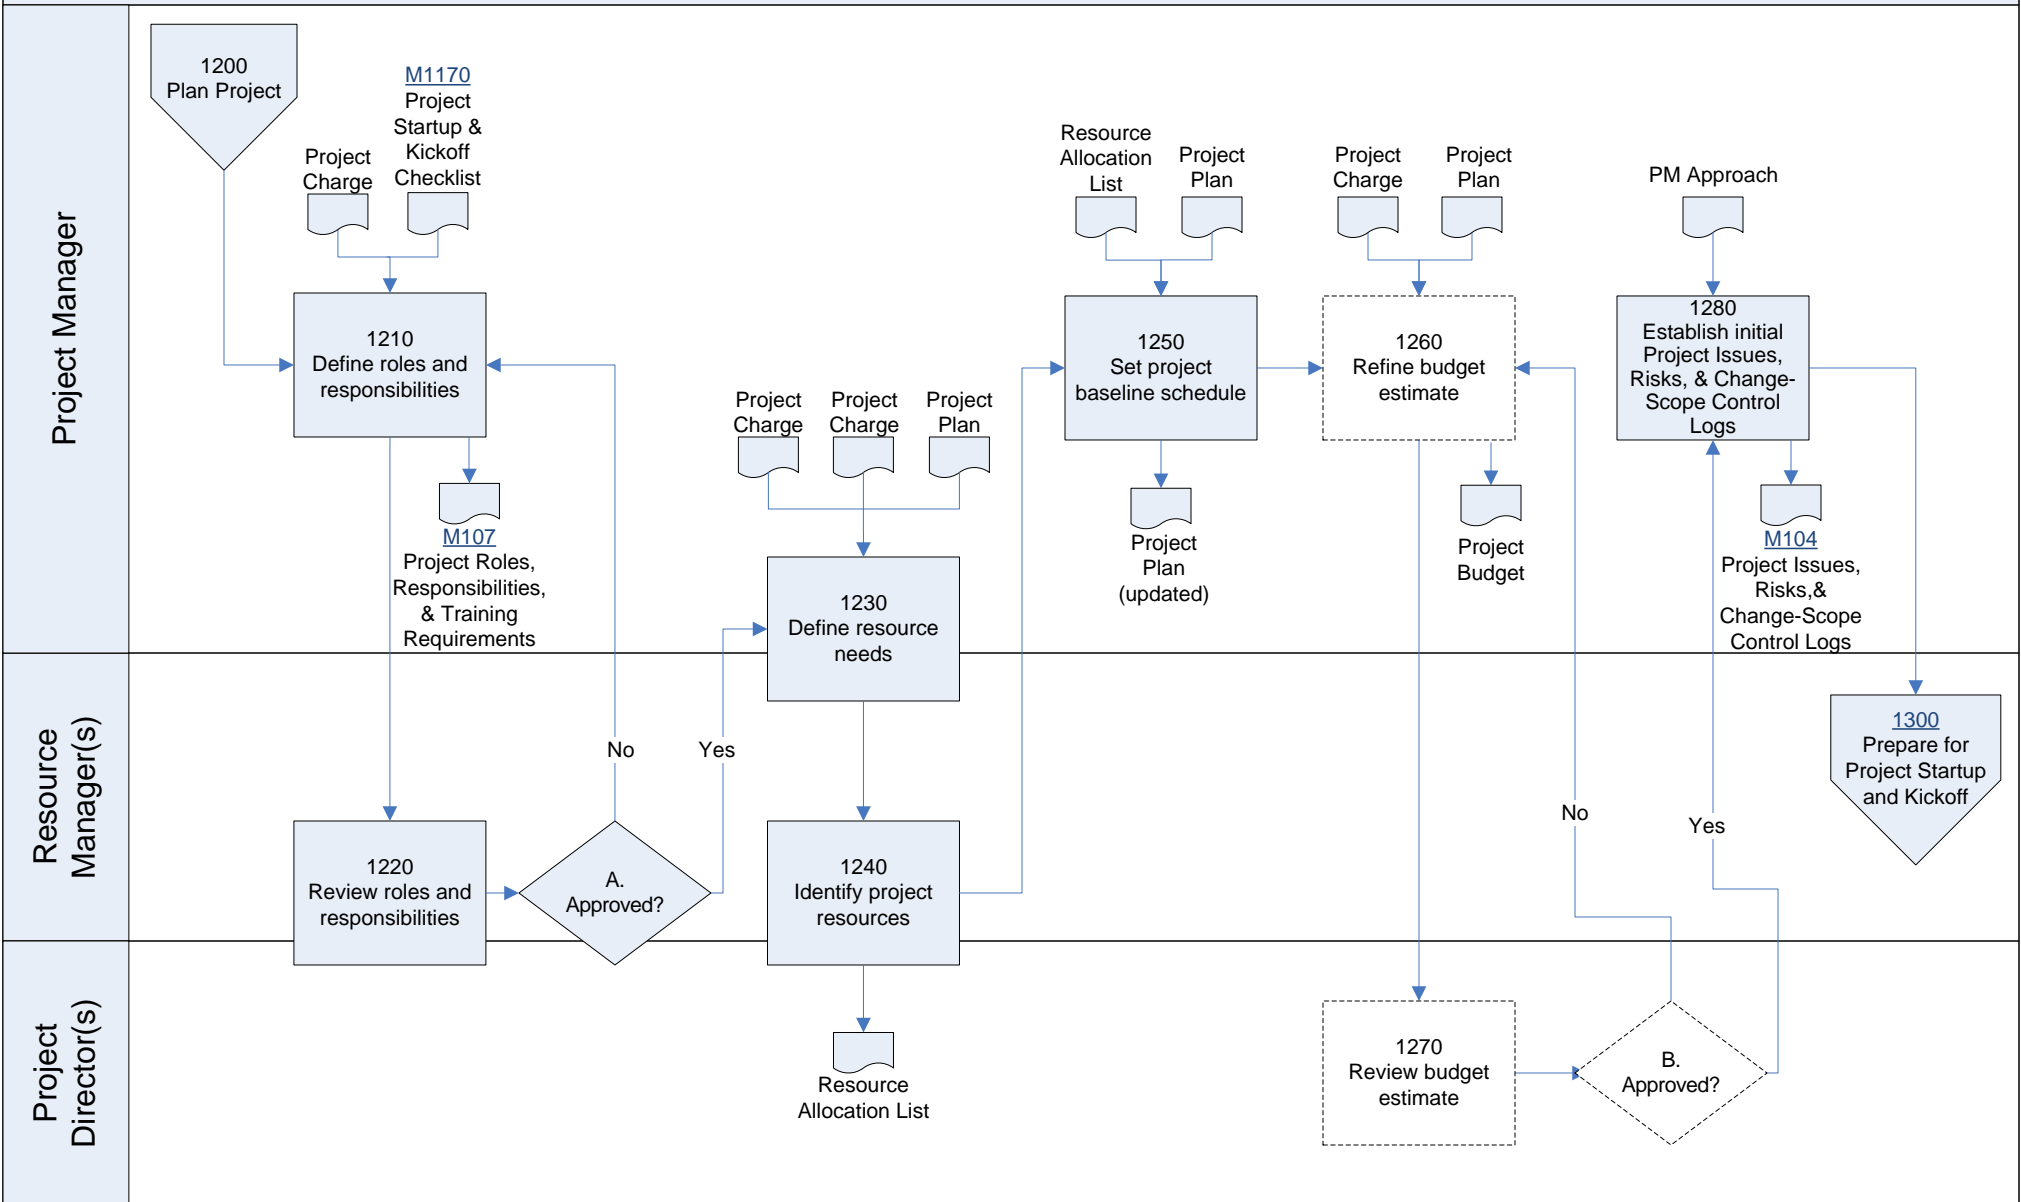 Project Manager
1200
Plan Project
Project
Charge
M1170
Project
Startup &
Kickoff
Checklist
1210
Define roles and
responsibilities
M107
Project Roles,
Responsibilities,
& Training
Requirements
Project
Charge
Project
Charge
Project
Plan
1230
Define resource
needs
Resource
Allocation
List
Project
Plan
1250
Set project
baseline schedule
Project
Plan
(updated)
Project
Charge
Project
Plan
1260
Refine budget
estimate
Project
Budget
PM Approach
1280
Establish initial
Project Issues,
Risks, & Change-
Scope Control
Logs
M104
Project Issues,
Risks,&
Change-Scope
Control Logs
Resource
Manager(s)
1220
Review roles and
responsibilities
A.
Approved?
No
Yes
1240
Identify project
resources
No
Yes
1300
Prepare for
Project Startup
and Kickoff
Project
Director(s)
Resource
Allocation List
1270
Review budget
estimate
B.
Approved?